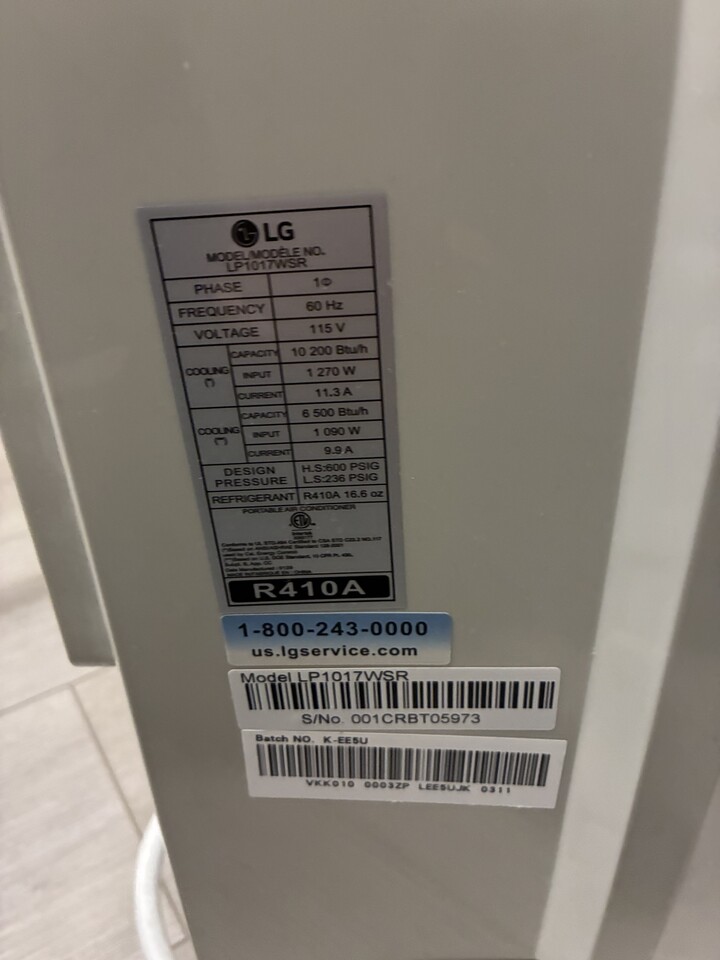 LG
MODEL/MODÈLE NO.
LP1017WSR
PHASE 1Φ
FREQUENCY 60 Hz
VOLTAGE 115 V
COOLING (*) CAPACITY 10 200 Btu/h
INPUT 1 270 W
CURRENT 11.3 A
COOLING (**) CAPACITY 6 500 Btu/h
INPUT 1 090 W
CURRENT 9.9 A
DESIGN PRESSURE H.S:600 PSIG
L.S:236 PSIG
REFRIGERANT R410A 16.6 oz
PORTABLE AIR CONDITIONER
R410A
1-800-243-0000
us.lgservice.com
Model LP1017WSR
S/No. 001CRBT05973
Batch NO. K-EE5U
VKK010 0003ZP LEE5UJK 0311